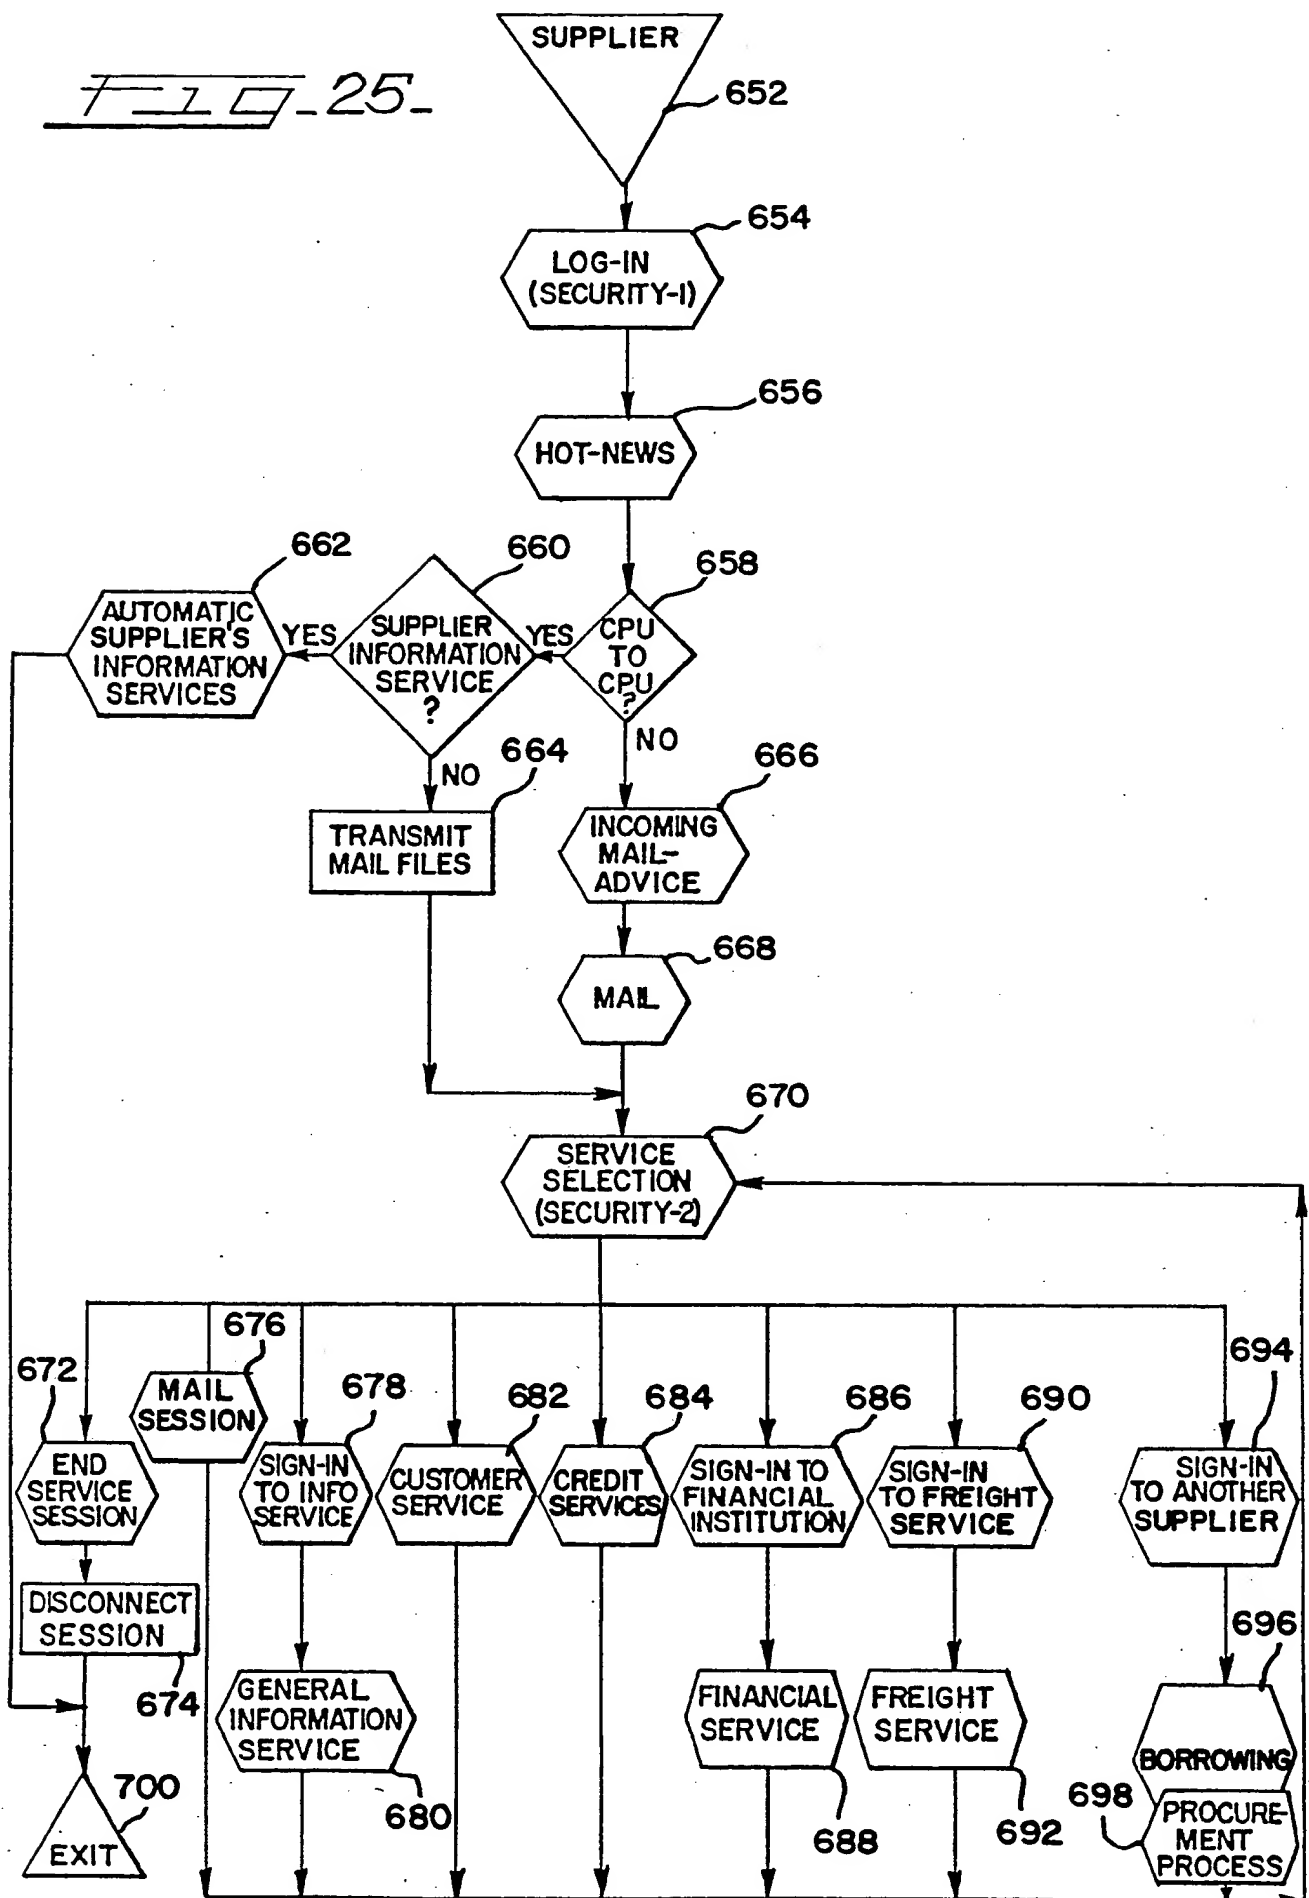 Fig-25-
SUPPLIER
652
654
LOG-IN
(SECURITY-1)
656
HOT-NEWS
662
660
658
AUTOMATIC
SUPPLIER'S
INFORMATION
SERVICES
YES
SUPPLIER
INFORMATION
SERVICE
?
YES
CPU
TO
CPU
?
NO
NO
664
666
TRANSMIT
MAIL FILES
INCOMING
MAIL-
ADVICE
668
MAIL
670
SERVICE
SELECTION
(SECURITY-2)
672
676
678
682
684
686
690
694
END
SERVICE
SESSION
MAIL
SESSION
SIGN-IN
TO INFO
SERVICE
CUSTOMER
SERVICE
CREDIT
SERVICES
SIGN-IN TO
FINANCIAL
INSTITUTION
SIGN-IN
TO FREIGHT
SERVICE
SIGN-IN
TO ANOTHER
SUPPLIER
DISCONNECT
SESSION
674
696
GENERAL
INFORMATION
SERVICE
680
FINANCIAL
SERVICE
688
FREIGHT
SERVICE
692
BORROWING
698
PROCURE-
MENT
PROCESS
700
EXIT